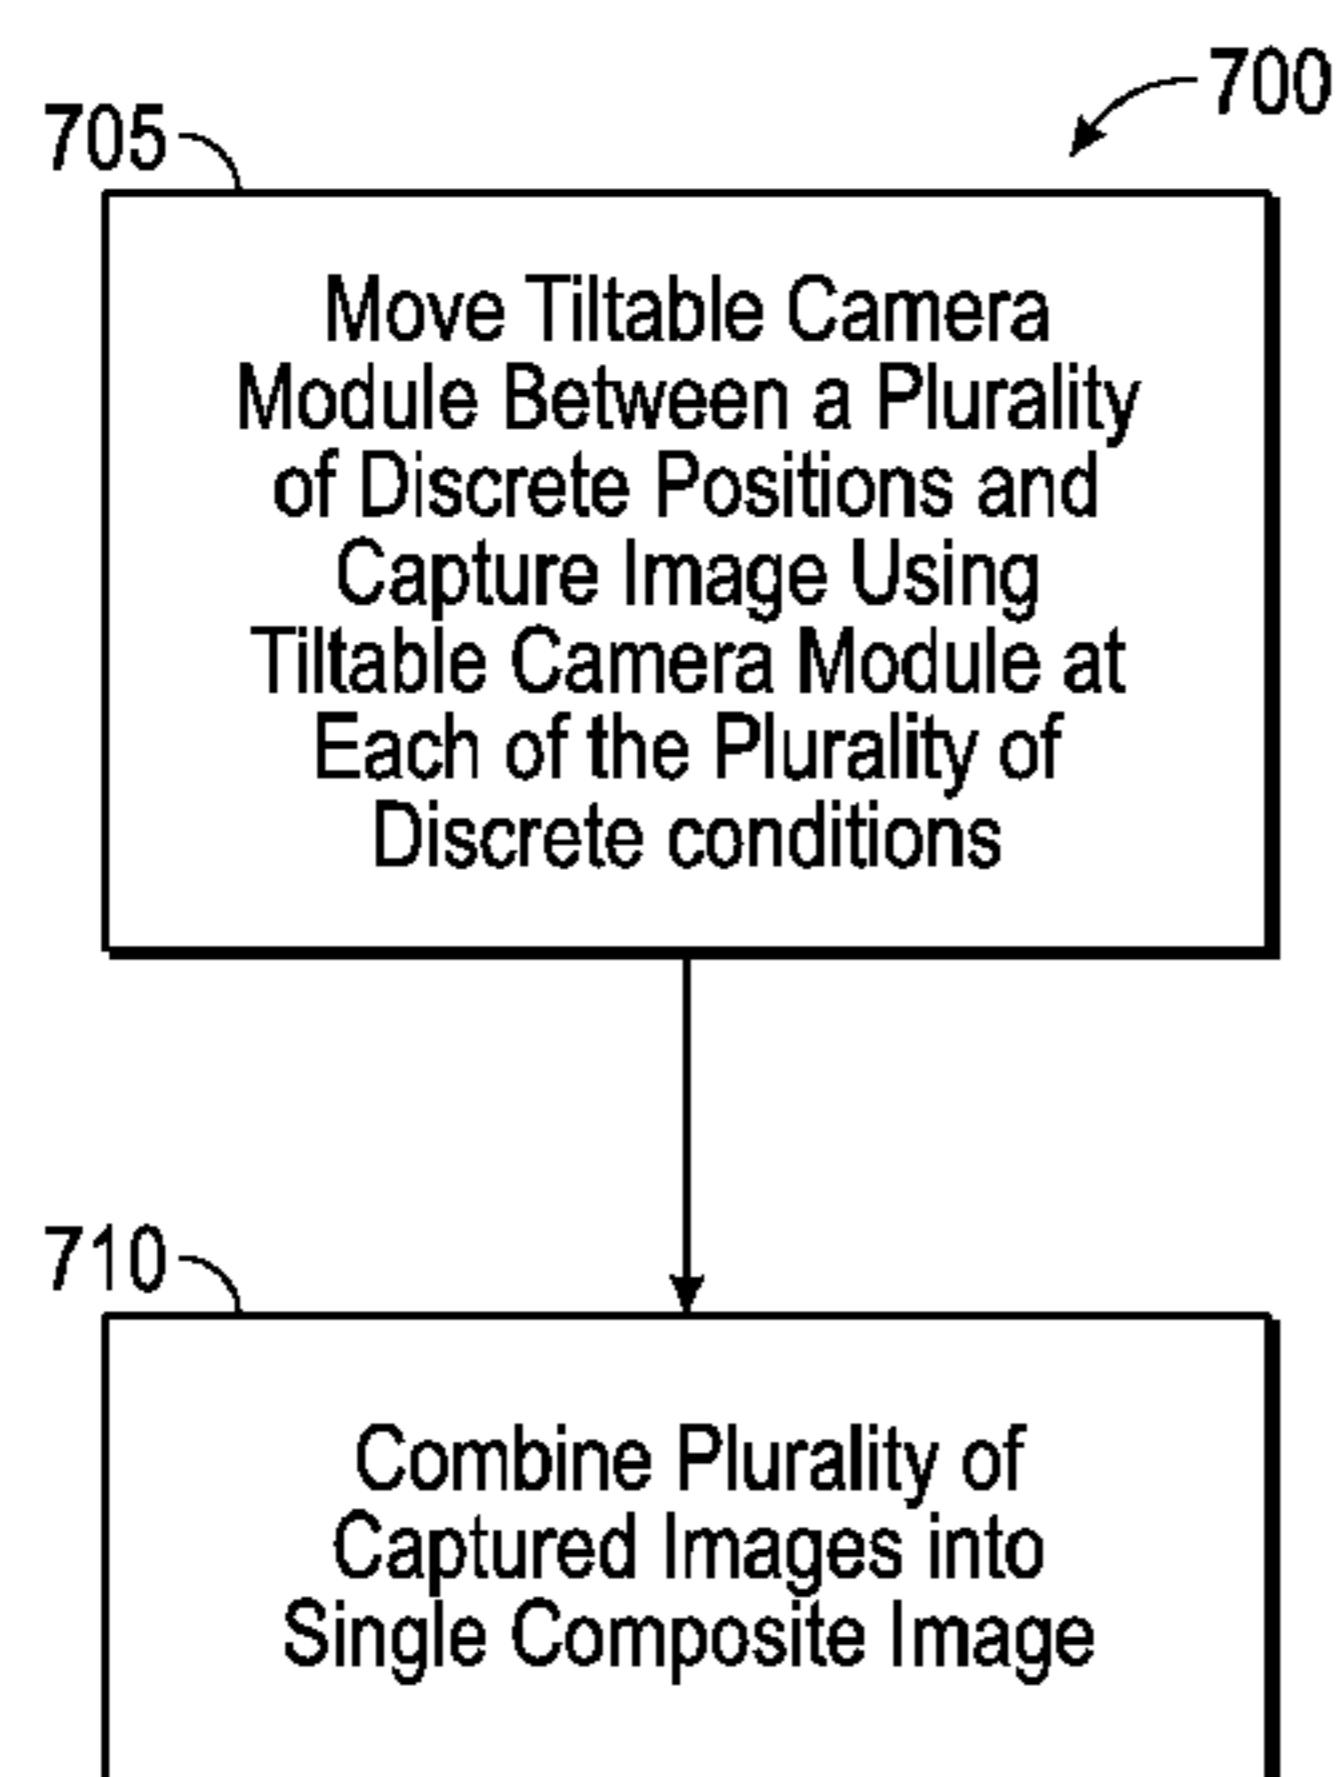 700
705
Move Tiltable Camera
Module Between a Plurality
of Discrete Positions and
Capture Image Using
Tiltable Camera Module at
Each of the Plurality of
Discrete conditions
710
Combine Plurality of
Captured Images into
Single Composite Image